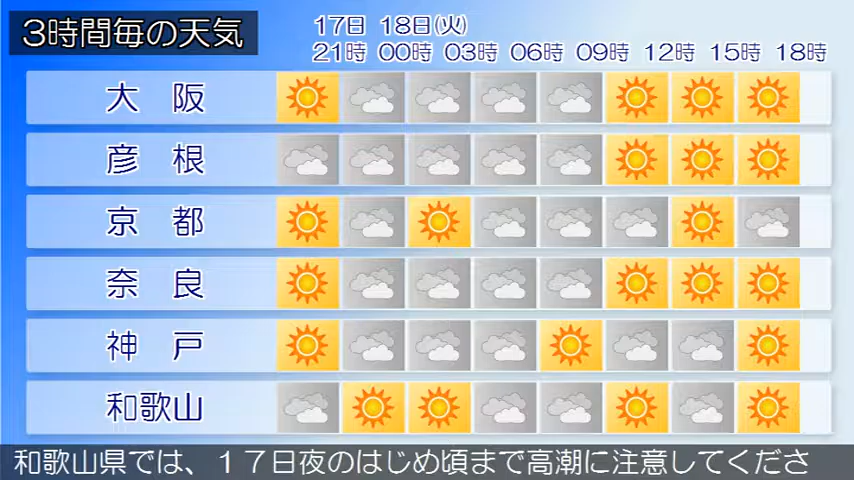 3時間毎の天気
17日 18日(火)
21時 00時 03時 06時 09時 12時 15時 18時
大 阪
彦 根
京 都
奈 良
神 戸
和歌山
和歌山県では、１７日夜のはじめ頃まで高潮に注意してくださ